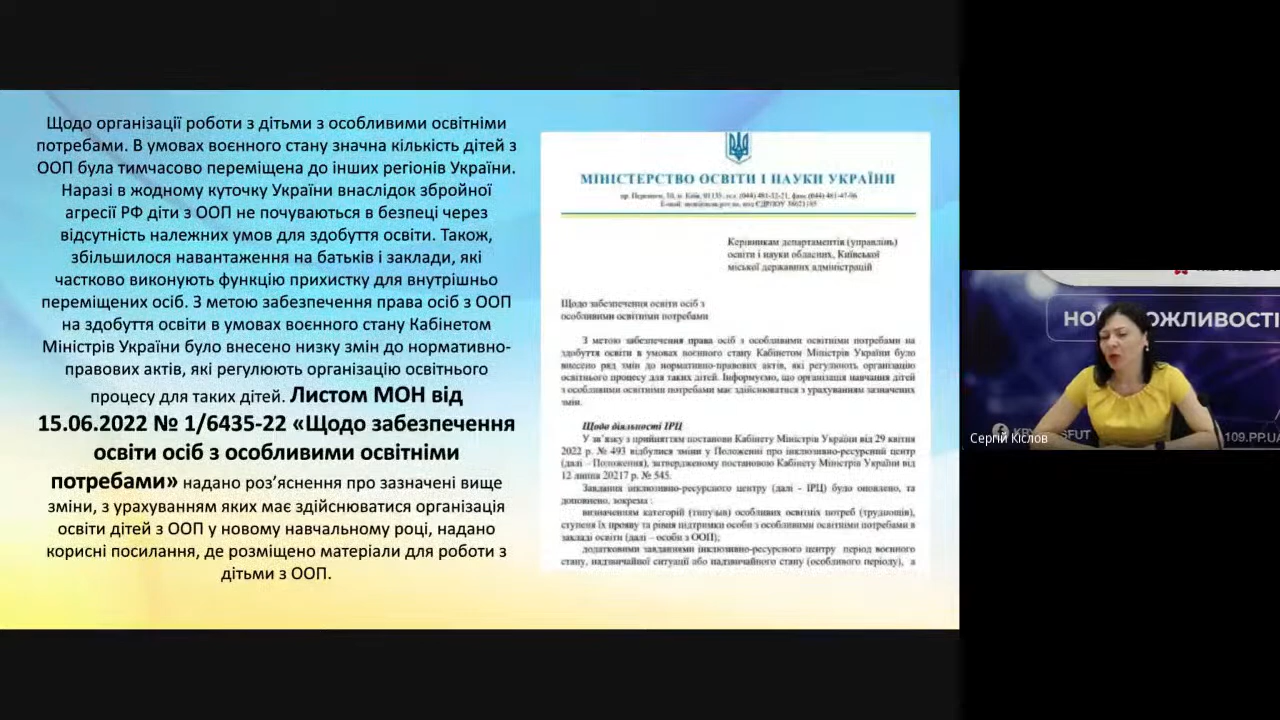 Щодо організації роботи з дітьми з особливими освітніми
потребами. В умовах воєнного стану значна кількість дітей з
ООП була тимчасово переміщена до інших регіонів України.
Наразі в жодному куточку України внаслідок збройної
агресії РФ діти з ООП не почуваються в безпеці через
відсутність належних умов для здобуття освіти. Також,
збільшилося навантаження на батьків і заклади, які
частково виконують функцію прихистку для внутрішньо
переміщених осіб. З метою забезпечення права осіб з ООП
на здобуття освіти в умовах воєнного стану Кабінетом
Міністрів України було внесено низку змін до нормативно-
правових актів, які регулюють організацію освітнього
процесу для таких дітей. Листом МОН від
15.06.2022 № 1/6435-22 «Щодо забезпечення
освіти осіб з особливими освітніми
потребами» надано роз’яснення про зазначені вище
зміни, з урахуванням яких має здійснюватися організація
освіти дітей з ООП у новому навчальному році, надано
корисні посилання, де розміщено матеріали для роботи з
дітьми з ООП.
МІНІСТЕРСТВО ОСВІТИ І НАУКИ УКРАЇНИ
Керівникам департаментів (управлінь)
освіти і науки обласних, Київської
міської державних адміністрацій
Щодо забезпечення освіти осіб з
особливими освітніми потребами
З метою забезпечення права осіб з особливими освітніми потребами на
здобуття освіти в умовах воєнного стану Кабінетом Міністрів України було
внесено ряд змін до нормативно-правових актів, які регулюють організацію
освітнього процесу для таких дітей. Інформуємо, що організація навчання дітей
з особливими освітніми потребами має здійснюватися з урахуванням зазначених
змін.
Щодо діяльності ІРЦ
У зв’язку з прийняттям постанови Кабінету Міністрів України від 29 квітня
2022 р. № 493 відбулися зміни у Положенні про інклюзивно-ресурсний центр
(далі – Положення), затвердженому постановою Кабінету Міністрів України від
12 липня 20217 р. № 545.
Завдання інклюзивно-ресурсного центру (далі - ІРЦ) було оновлено, та
доповнено, зокрема :
визначенням категорій (типу) особливих освітніх потреб (труднощів),
ступеня їх прояву та рівня підтримки особи з особливими освітніми потребами в
закладі освіти (далі – особи з ООП);
додатковими завданнями інклюзивно-ресурсного центру період воєнного
стану, надзвичайної ситуації або надзвичайного стану (особливого періоду), а
НО ОЖЛИВОСТІ
Сергій Кіслов
SFUT
109.PP.UA